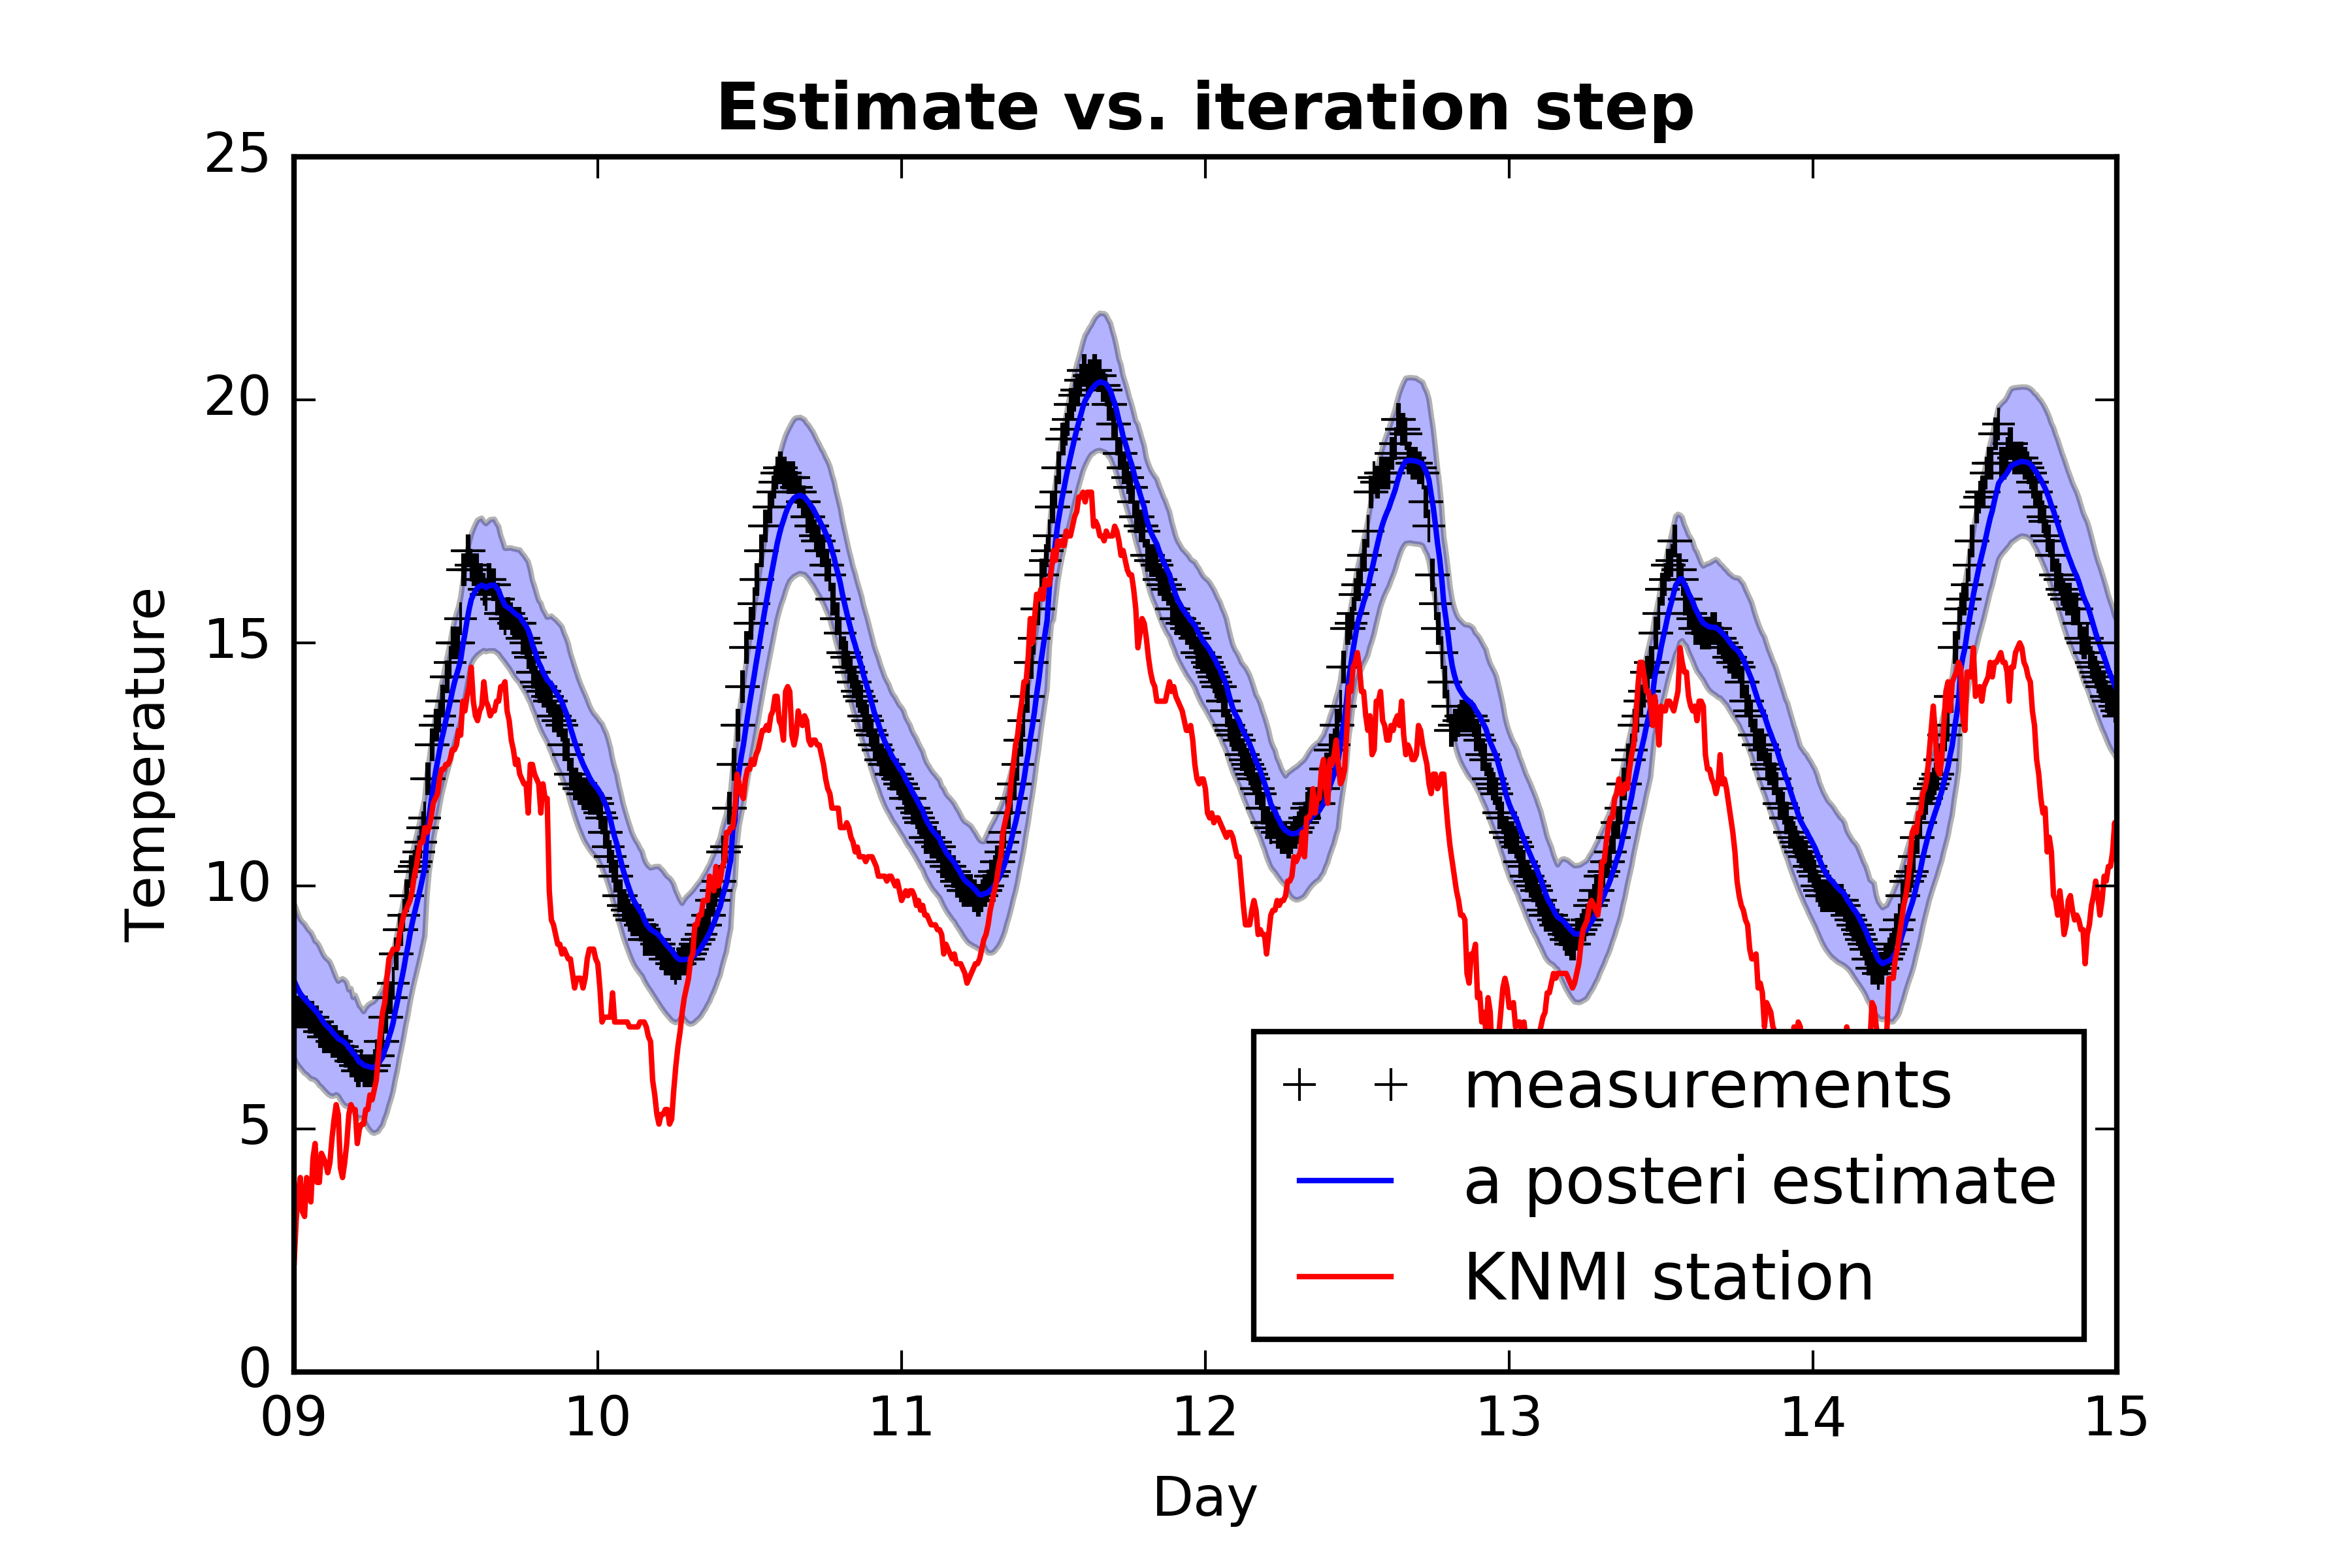 Estimate vs. iteration step
25
20
15
10
5
0
Temperature
09 10 11 12 13 14 15
Day
measurements
a posteri estimate
KNMI station